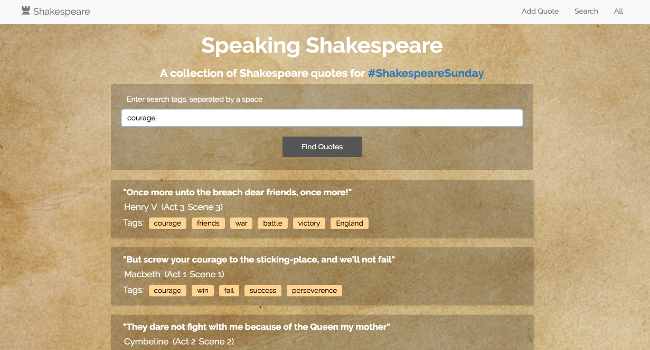 Shakespeare Add Quote Search All
Speaking Shakespeare
A collection of Shakespeare quotes for #ShakespeareSunday
Enter search tags, separated by a space
courage
Find Quotes
"Once more unto the breach dear friends, once more!"
Henry V (Act 3 Scene 3)
Tags: courage friends war battle victory England
"But screw your courage to the sticking-place, and we'll not fail"
Macbeth (Act 1 Scene 1)
Tags: courage win fail success perseverence
"They dare not fight with me because of the Queen my mother"
Cymbeline (Act 2 Scene 2)